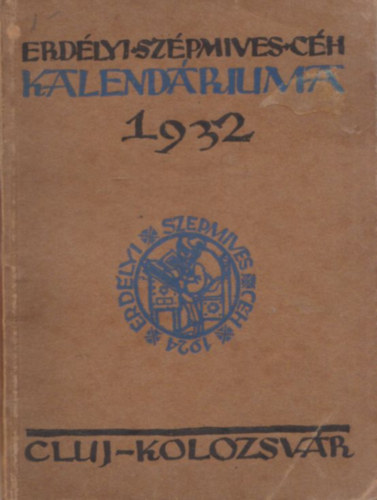 ERDÉLYI·SZÉPMIVES·CÉH
KALENDÁRIUMA
1932
ERDÉLYI ✻ SZÉPMIVES ✻ CÉH ✻ 1924 ✻
CLUJ–KOLOZSVÁR